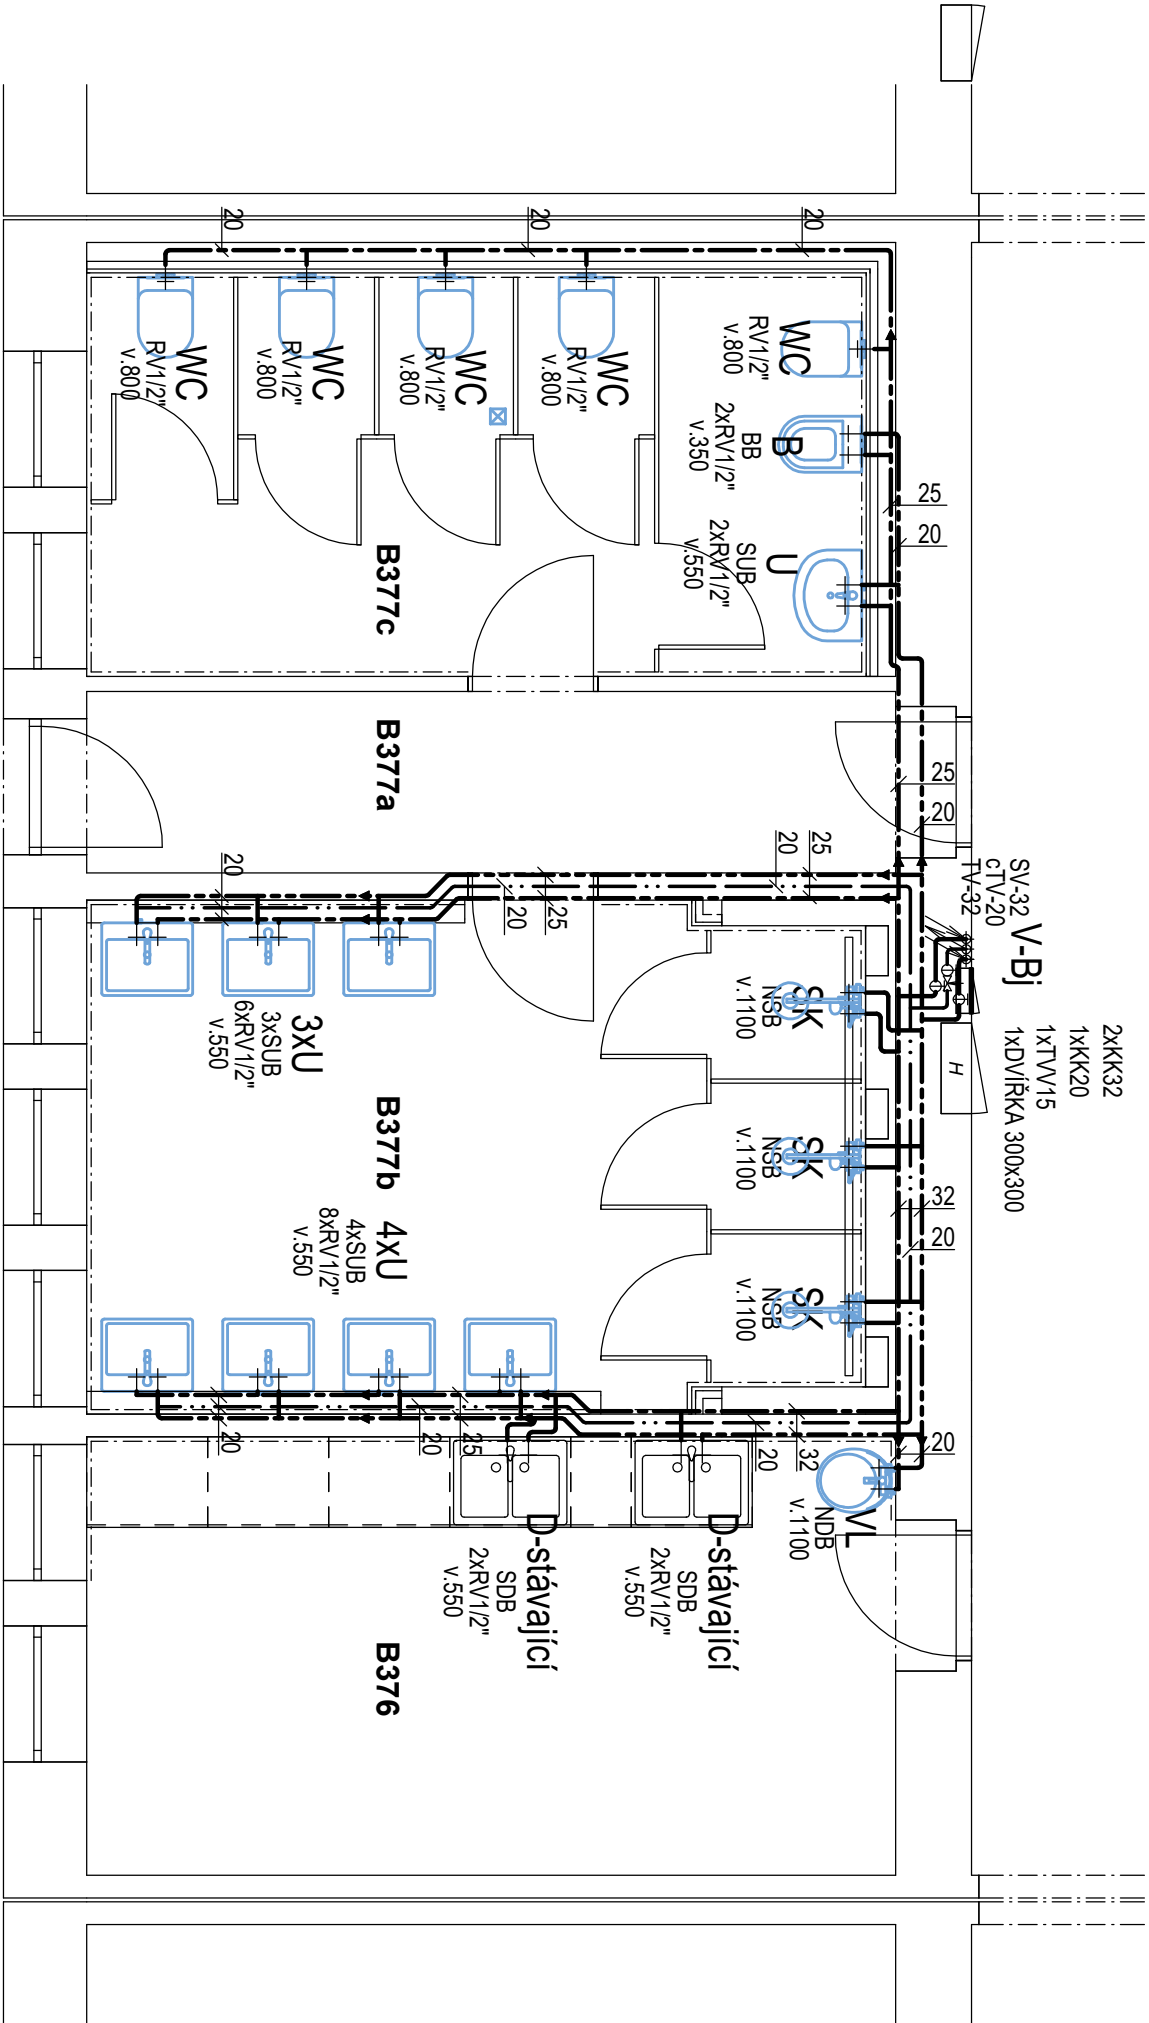 2xKK32
1xKK20
1xTVV15
1xDVÍŘKA 300x300
V-Bj
SV-32
cTV-20
TV-32
H
20
20
20
25
20
25
20
25
20
20
25
20
32
20
20
20
32
25
20
20
WC
RV1/2"
v.800
B
BB
2xRV1/2"
v.350
U
SUB
2xRV1/2"
v.550
WC
RV1/2"
v.800
WC
RV1/2"
v.800
WC
RV1/2"
v.800
WC
RV1/2"
v.800
B377c
B377a
SK
NSB
v.1100
SK
NSB
v.1100
SK
NSB
v.1100
VL
NDB
v.1100
3xU
3xSUB
6xRV1/2"
v.550
B377b
4xU
4xSUB
8xRV1/2"
v.550
D-stávající
SDB
2xRV1/2"
v.550
D-stávající
SDB
2xRV1/2"
v.550
B376